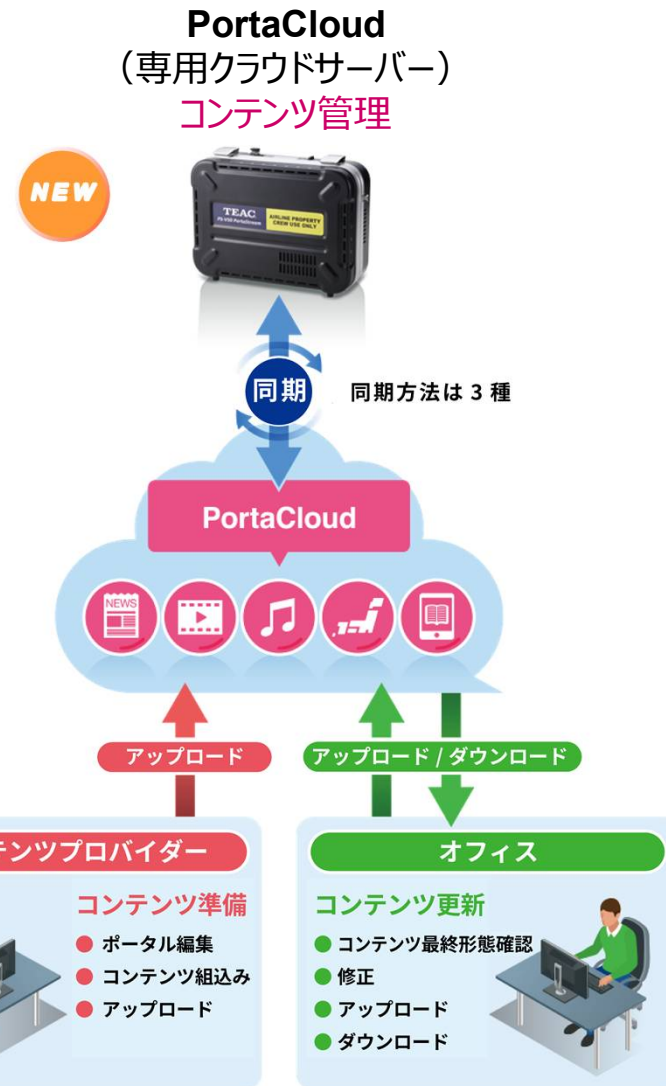 PortaCloud
（専用クラウドサーバー）
コンテンツ管理
NEW
TEAC
PS-V50 PortaStream
AIRLINE PROPERTY
CREW USE ONLY
同期
同期方法は 3 種
PortaCloud
NEWS
アップロード
アップロード / ダウンロード
テンツプロバイダー
オフィス
コンテンツ準備
ポータル編集
コンテンツ組込み
アップロード
コンテンツ更新
コンテンツ最終形態確認
修正
アップロード
ダウンロード